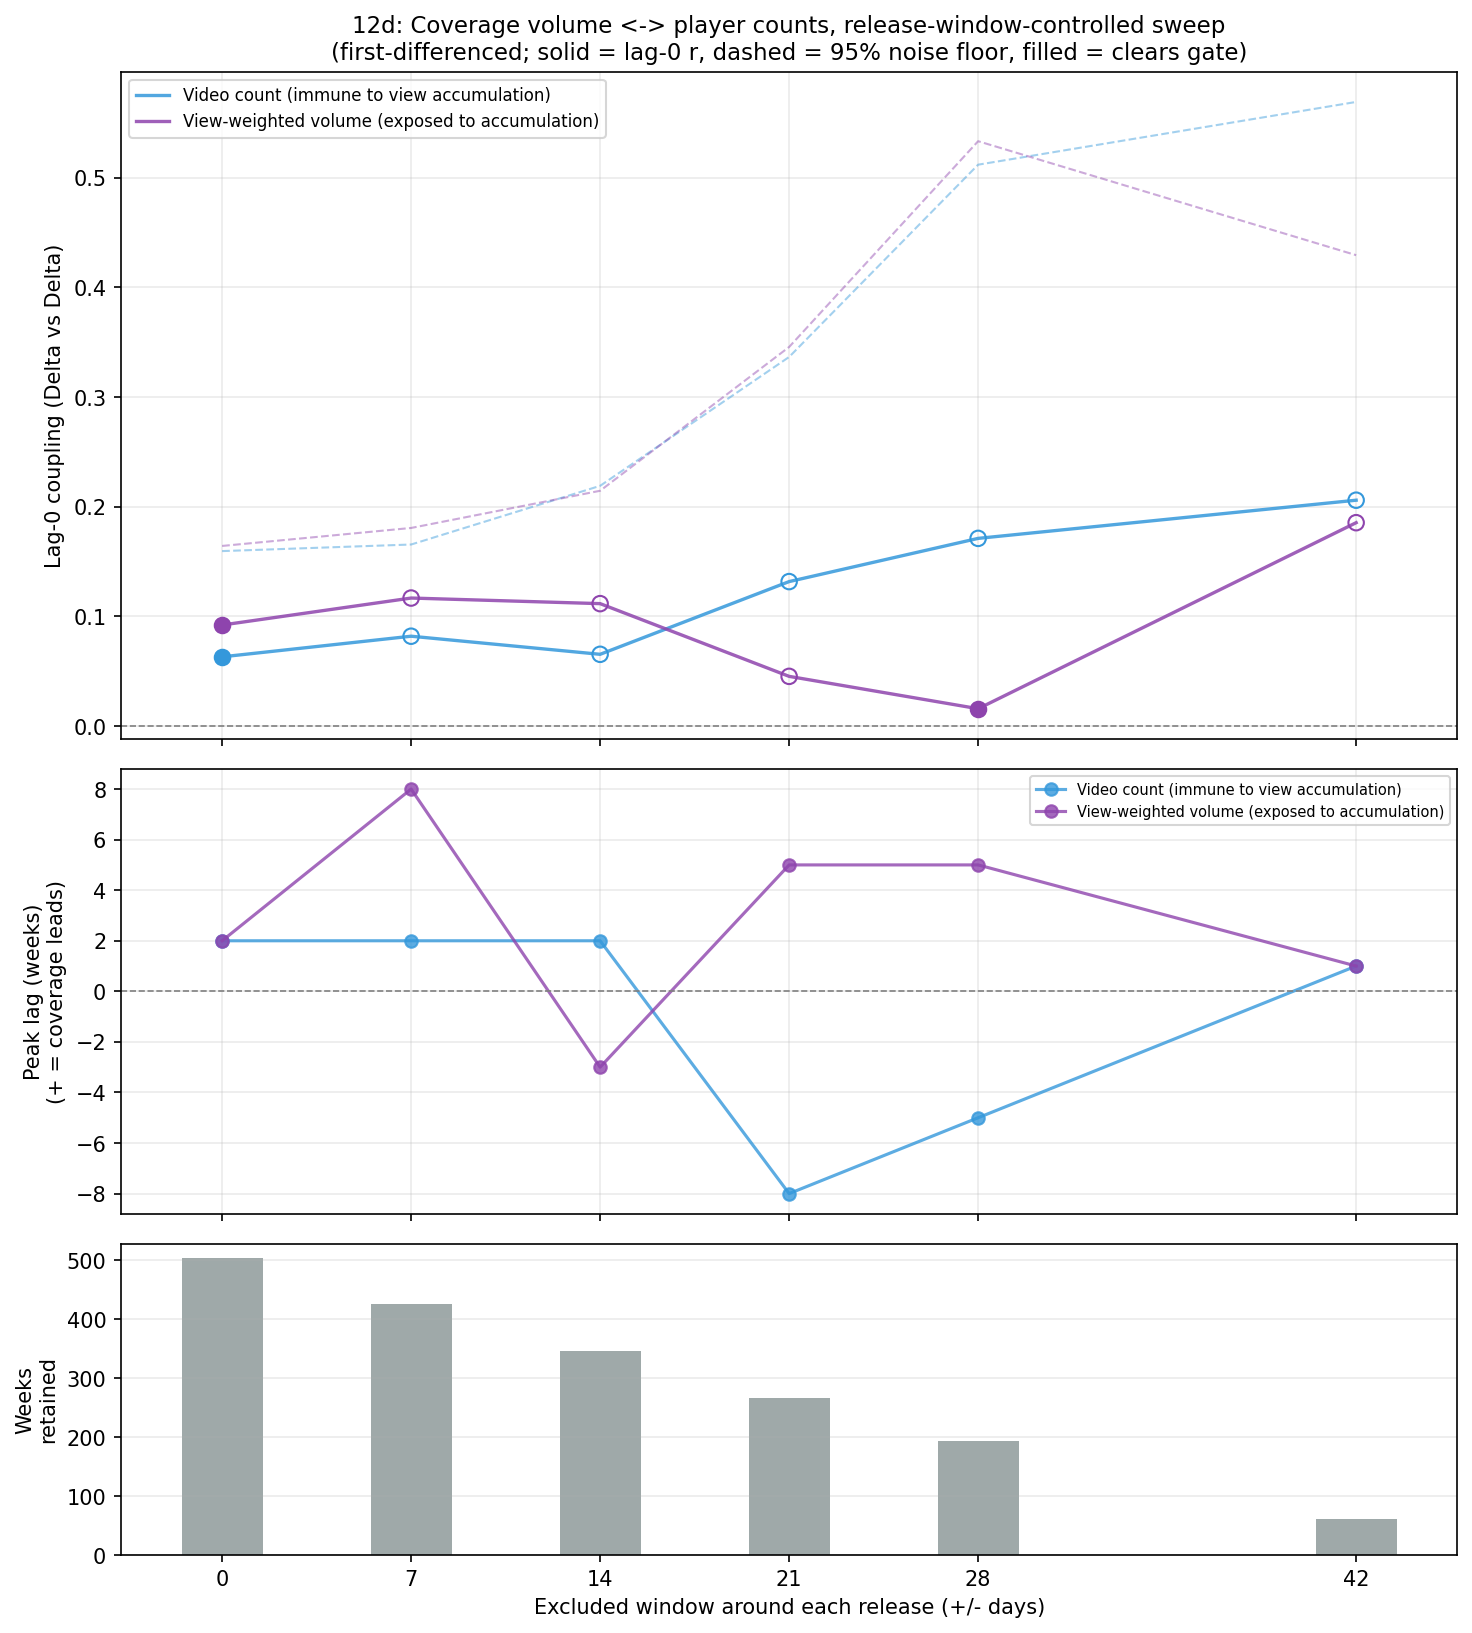 12d: Coverage volume <-> player counts, release-window-controlled sweep
(first-differenced; solid = lag-0 r, dashed = 95% noise floor, filled = clears gate)
Video count (immune to view accumulation)
View-weighted volume (exposed to accumulation)
Lag-0 coupling (Delta vs Delta)
0.5
0.4
0.3
0.2
0.1
0.0
Video count (immune to view accumulation)
View-weighted volume (exposed to accumulation)
Peak lag (weeks)
(+ = coverage leads)
8
6
4
2
0
−2
−4
−6
−8
Weeks
retained
500
400
300
200
100
0
0 7 14 21 28 42
Excluded window around each release (+/- days)